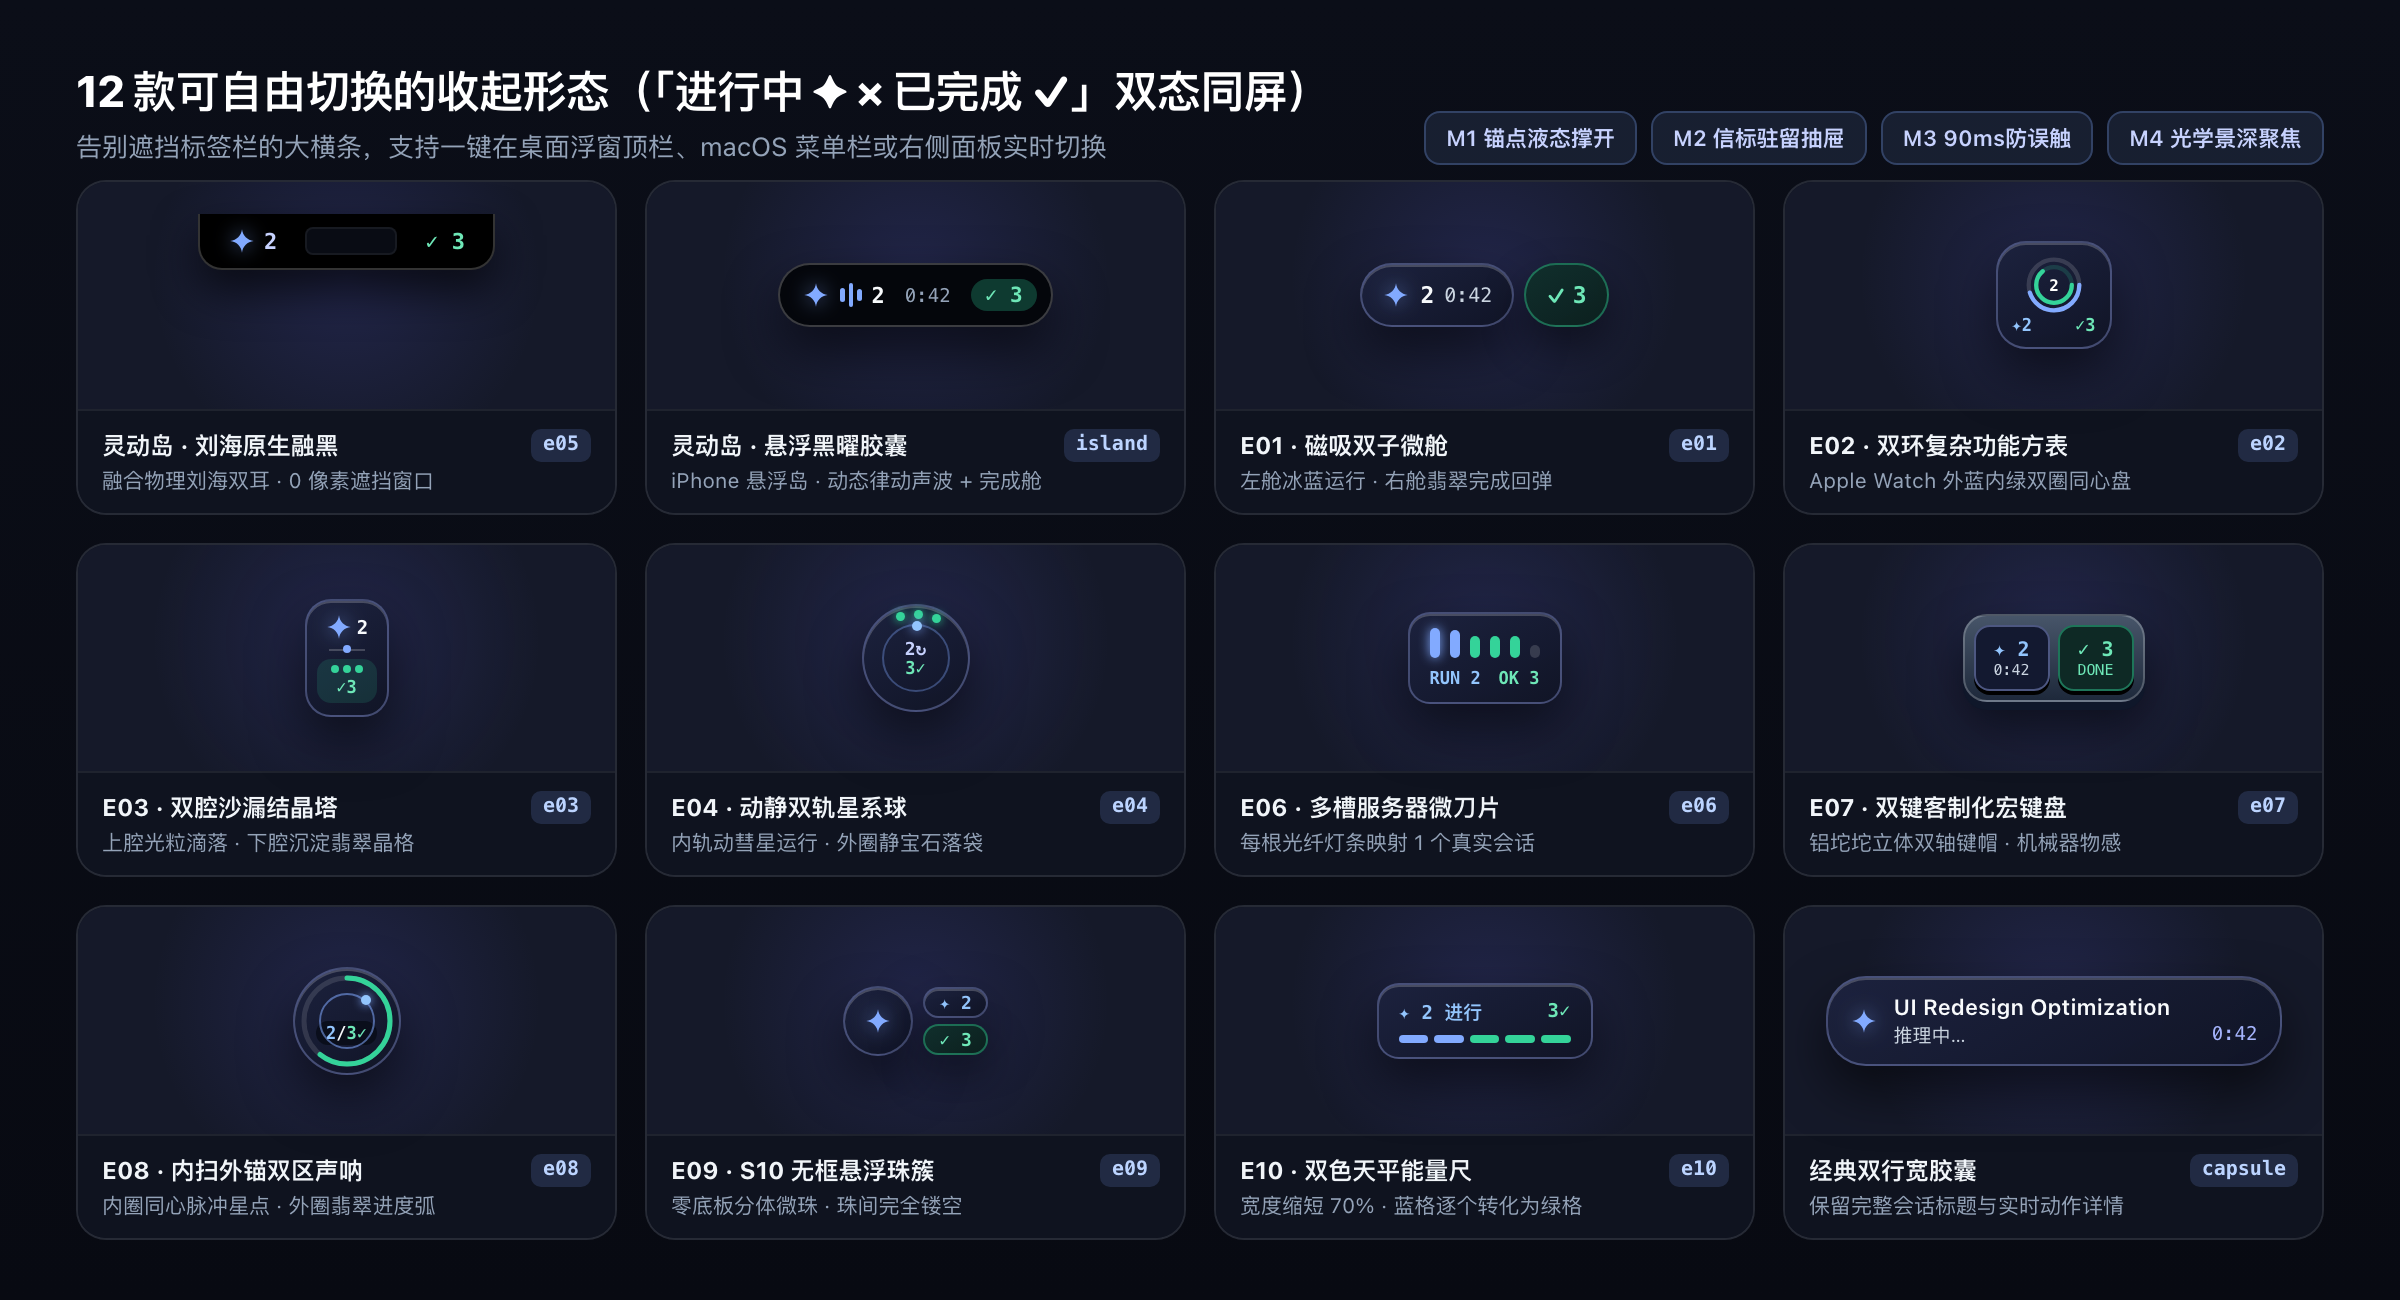 12 款可自由切换的收起形态（「进行中 ✦ × 已完成 ✓」双态同屏）
告别遮挡标签栏的大横条，支持一键在桌面浮窗顶栏、macOS 菜单栏或右侧面板实时切换
M1 锚点液态撑开
M2 信标驻留抽屉
M3 90ms防误触
M4 光学景深聚焦
✦ 2 ✓ 3
灵动岛 · 刘海原生融黑 e05
融合物理刘海双耳 · 0 像素遮挡窗口
✦ 2 0:42 ✓ 3
灵动岛 · 悬浮黑曜胶囊 island
iPhone 悬浮岛 · 动态律动声波 + 完成舱
✦ 2 0:42 ✓ 3
E01 · 磁吸双子微舱 e01
左舱冰蓝运行 · 右舱翡翠完成回弹
2
✦2 ✓3
E02 · 双环复杂功能方表 e02
Apple Watch 外蓝内绿双圈同心盘
✦ 2
✓3
E03 · 双腔沙漏结晶塔 e03
上腔光粒滴落 · 下腔沉淀翡翠晶格
2↻
3✓
E04 · 动静双轨星系球 e04
内轨动彗星运行 · 外圈静宝石落袋
RUN 2 OK 3
E06 · 多槽服务器微刀片 e06
每根光纤灯条映射 1 个真实会话
✦ 2 ✓ 3
0:42 DONE
E07 · 双键客制化宏键盘 e07
铝坨坨立体双轴键帽 · 机械器物感
2/3✓
E08 · 内扫外锚双区声呐 e08
内圈同心脉冲星点 · 外圈翡翠进度弧
✦ ✦ 2
✓ 3
E09 · S10 无框悬浮珠簇 e09
零底板分体微珠 · 珠间完全镂空
✦ 2 进行 3✓
E10 · 双色天平能量尺 e10
宽度缩短 70% · 蓝格逐个转化为绿格
✦ UI Redesign Optimization
推理中... 0:42
经典双行宽胶囊 capsule
保留完整会话标题与实时动作详情